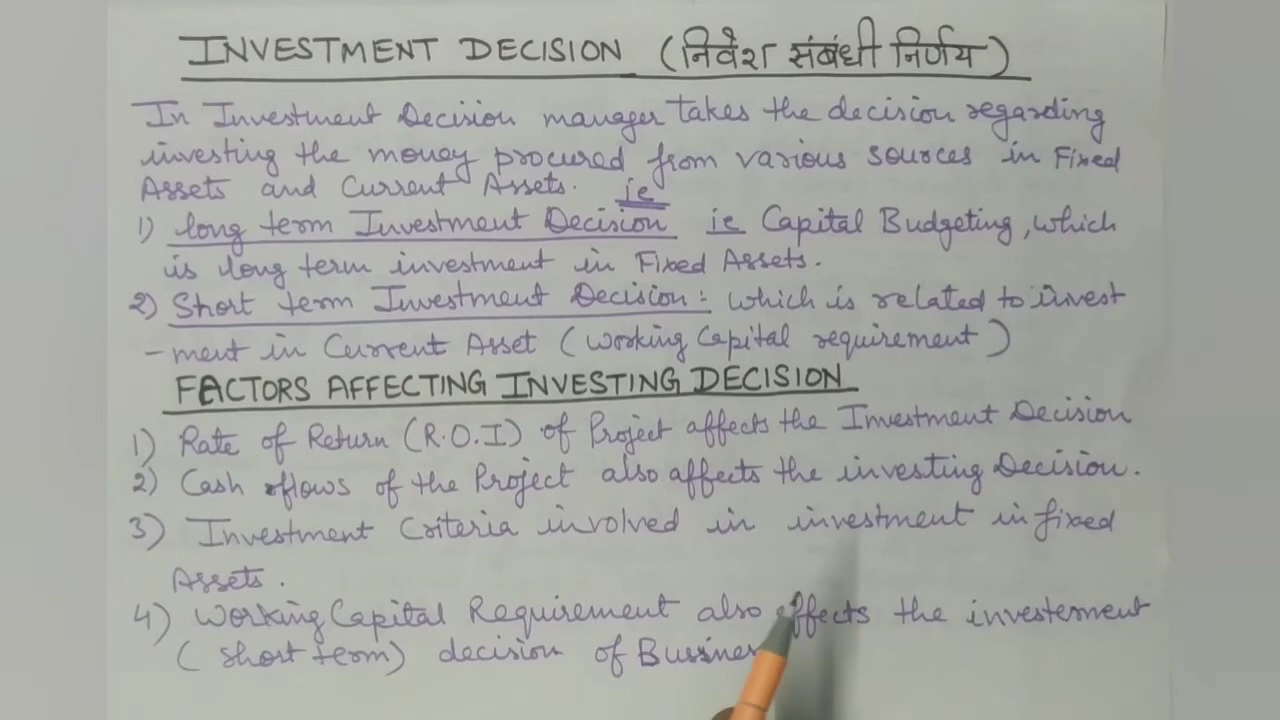 INVESTMENT DECISION (निवेश संबंधी निर्णय)
In Investment Decision manager takes the decision regarding
investing the money procured from various sources in Fixed
Assets and Current Assets. ie
1) long term Investment Decision ie Capital Budgeting, which
is long term investment in Fixed Assets.
2) Short term Investment Decision: which is related to invest
-ment in Current Asset (working Capital requirement)
FACTORS AFFECTING INVESTING DECISION
1) Rate of Return (R.O.I) of Project affects the Investment Decision
2) Cash flows of the Project also affects the investing Decision.
3) Investment Criteria involved in investment in fixed
Assets.
4) Working Capital Requirement also affects the investement
(short term) decision of